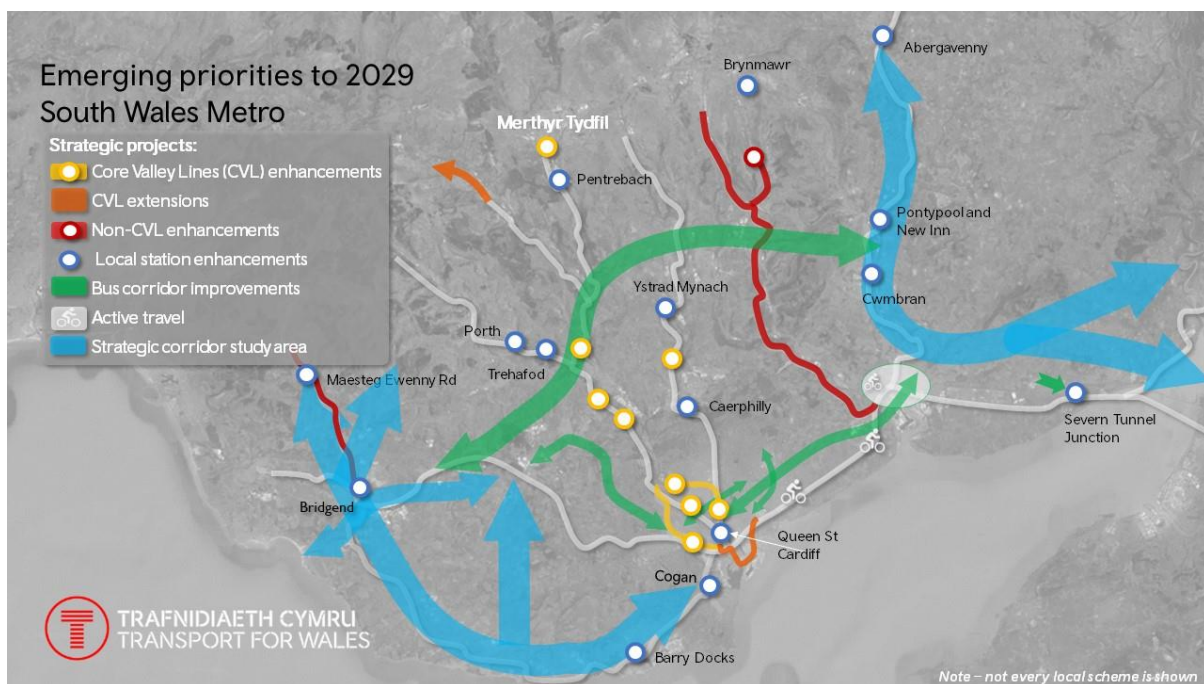 Emerging priorities to 2029
South Wales Metro
Strategic projects:
Core Valley Lines (CVL) enhancements
CVL extensions
Non-CVL enhancements
Local station enhancements
Bus corridor improvements
Active travel
Strategic corridor study area
Abergavenny
Brynmawr
Merthyr Tydfil
Pentrebach
Pontypool and
New Inn
Cwmbran
Ystrad Mynach
Porth
Trehafod
Maesteg Ewenny Rd
Caerphilly
Severn Tunnel
Junction
Bridgend
Queen St
Cardiff
Cogan
Barry Docks
TRAFNIDIAETH CYMRU
TRANSPORT FOR WALES
Note – not every local scheme is shown